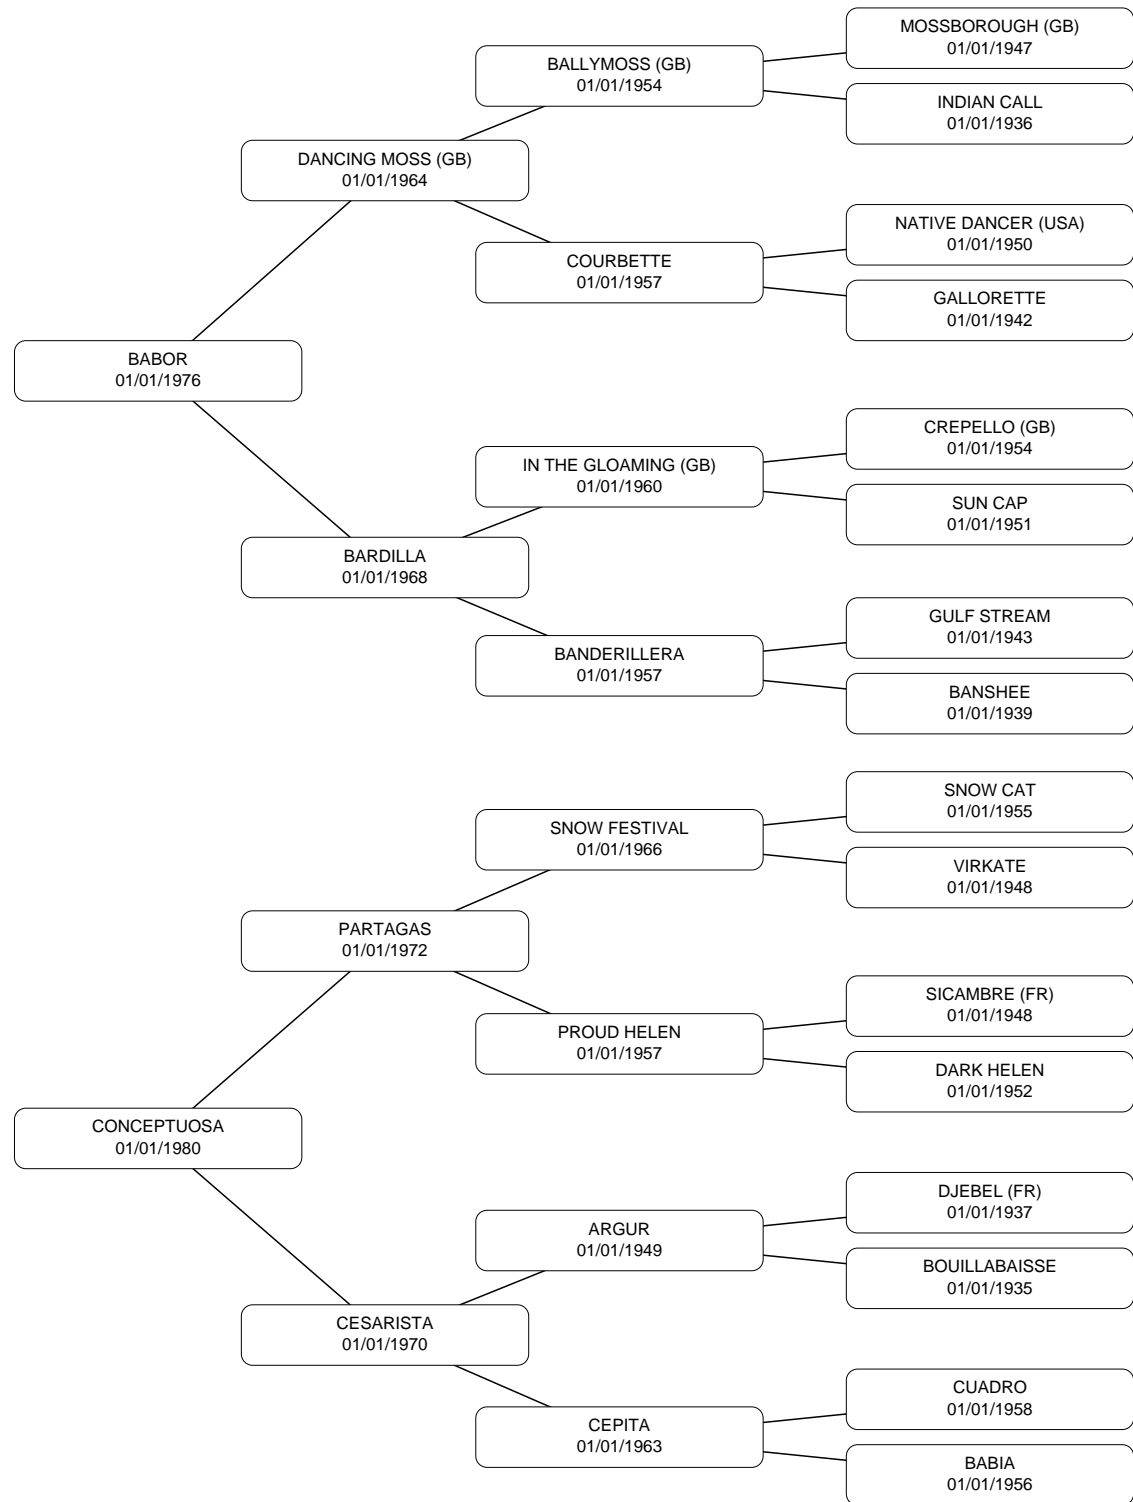 MOSSBOROUGH (GB)
01/01/1947
BALLYMOSS (GB)
01/01/1954
INDIAN CALL
01/01/1936
DANCING MOSS (GB)
01/01/1964
NATIVE DANCER (USA)
01/01/1950
COURBETTE
01/01/1957
GALLORETTE
01/01/1942
BABOR
01/01/1976
CREPELLO (GB)
01/01/1954
IN THE GLOAMING (GB)
01/01/1960
SUN CAP
01/01/1951
BARDILLA
01/01/1968
GULF STREAM
01/01/1943
BANDERILLERA
01/01/1957
BANSHEE
01/01/1939
SNOW CAT
01/01/1955
SNOW FESTIVAL
01/01/1966
VIRKATE
01/01/1948
PARTAGAS
01/01/1972
SICAMBRE (FR)
01/01/1948
PROUD HELEN
01/01/1957
DARK HELEN
01/01/1952
CONCEPTUOSA
01/01/1980
DJEBEL (FR)
01/01/1937
ARGUR
01/01/1949
BOUILLABAISSE
01/01/1935
CESARISTA
01/01/1970
CUADRO
01/01/1958
CEPITA
01/01/1963
BABIA
01/01/1956